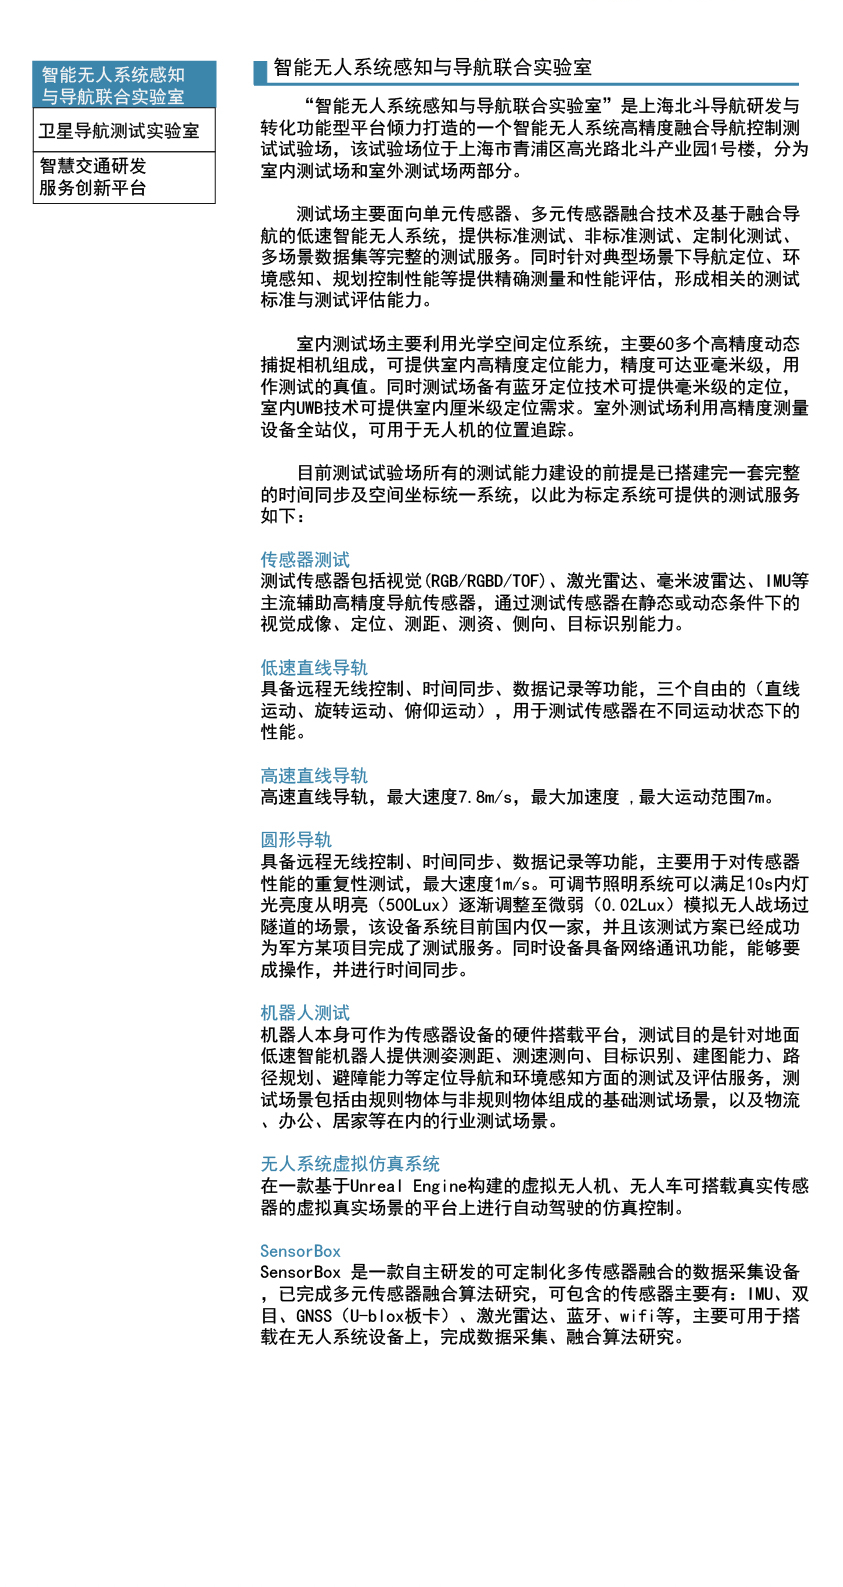 智能无人系统感知
与导航联合实验室
卫星导航测试实验室
智慧交通研发
服务创新平台
智能无人系统感知与导航联合实验室
“智能无人系统感知与导航联合实验室”是上海北斗导航研发与
转化功能型平台倾力打造的一个智能无人系统高精度融合导航控制测
试试验场，该试验场位于上海市青浦区高光路北斗产业园1号楼，分为
室内测试场和室外测试场两部分。
测试场主要面向单元传感器、多元传感器融合技术及基于融合导
航的低速智能无人系统，提供标准测试、非标准测试、定制化测试、
多场景数据集等完整的测试服务。同时针对典型场景下导航定位、环
境感知、规划控制性能等提供精确测量和性能评估，形成相关的测试
标准与测试评估能力。
室内测试场主要利用光学空间定位系统，主要60多个高精度动态
捕捉相机组成，可提供室内高精度定位能力，精度可达亚毫米级，用
作测试的真值。同时测试场备有蓝牙定位技术可提供毫米级的定位，
室内UWB技术可提供室内厘米级定位需求。室外测试场利用高精度测量
设备全站仪，可用于无人机的位置追踪。
目前测试试验场所有的测试能力建设的前提是已搭建完一套完整
的时间同步及空间坐标统一系统，以此为标定系统可提供的测试服务
如下：
传感器测试
测试传感器包括视觉(RGB/RGBD/TOF)、激光雷达、毫米波雷达、IMU等
主流辅助高精度导航传感器，通过测试传感器在静态或动态条件下的
视觉成像、定位、测距、测资、侧向、目标识别能力。
低速直线导轨
具备远程无线控制、时间同步、数据记录等功能，三个自由的（直线
运动、旋转运动、俯仰运动），用于测试传感器在不同运动状态下的
性能。
高速直线导轨
高速直线导轨，最大速度7.8m/s，最大加速度 ,最大运动范围7m。
圆形导轨
具备远程无线控制、时间同步、数据记录等功能，主要用于对传感器
性能的重复性测试，最大速度1m/s。可调节照明系统可以满足10s内灯
光亮度从明亮（500Lux）逐渐调整至微弱（0.02Lux）模拟无人战场过
隧道的场景，该设备系统目前国内仅一家，并且该测试方案已经成功
为军方某项目完成了测试服务。同时设备具备网络通讯功能，能够要
成操作，并进行时间同步。
机器人测试
机器人本身可作为传感器设备的硬件搭载平台，测试目的是针对地面
低速智能机器人提供测姿测距、测速测向、目标识别、建图能力、路
径规划、避障能力等定位导航和环境感知方面的测试及评估服务，测
试场景包括由规则物体与非规则物体组成的基础测试场景，以及物流
、办公、居家等在内的行业测试场景。
无人系统虚拟仿真系统
在一款基于Unreal Engine构建的虚拟无人机、无人车可搭载真实传感
器的虚拟真实场景的平台上进行自动驾驶的仿真控制。
SensorBox
SensorBox 是一款自主研发的可定制化多传感器融合的数据采集设备
，已完成多元传感器融合算法研究，可包含的传感器主要有：IMU、双
目、GNSS（U-blox板卡）、激光雷达、蓝牙、wifi等，主要可用于搭
载在无人系统设备上，完成数据采集、融合算法研究。